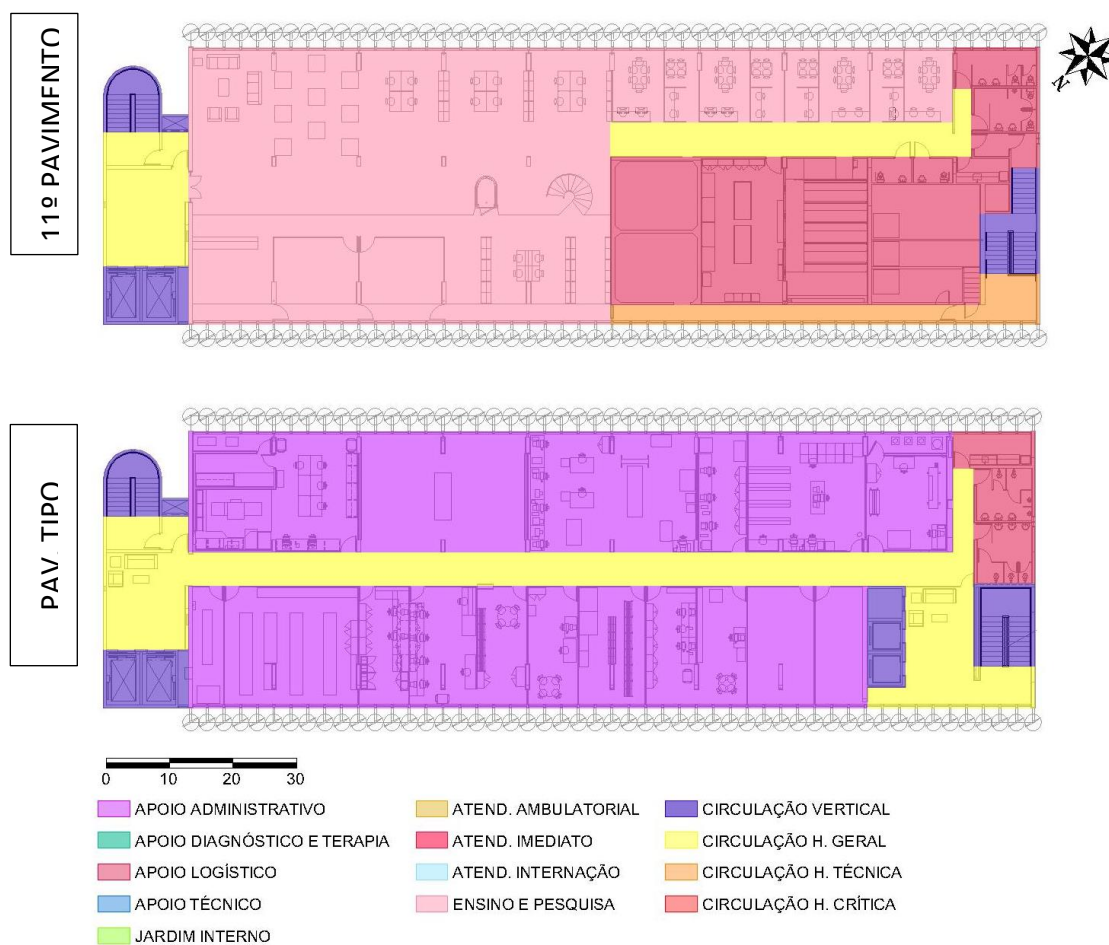 11º PAVIMENTO
N
PAV. TIPO
0 10 20 30
APOIO ADMINISTRATIVO
APOIO DIAGNÓSTICO E TERAPIA
APOIO LOGÍSTICO
APOIO TÉCNICO
JARDIM INTERNO
ATEND. AMBULATORIAL
ATEND. IMEDIATO
ATEND. INTERNAÇÃO
ENSINO E PESQUISA
CIRCULAÇÃO VERTICAL
CIRCULAÇÃO H. GERAL
CIRCULAÇÃO H. TÉCNICA
CIRCULAÇÃO H. CRÍTICA